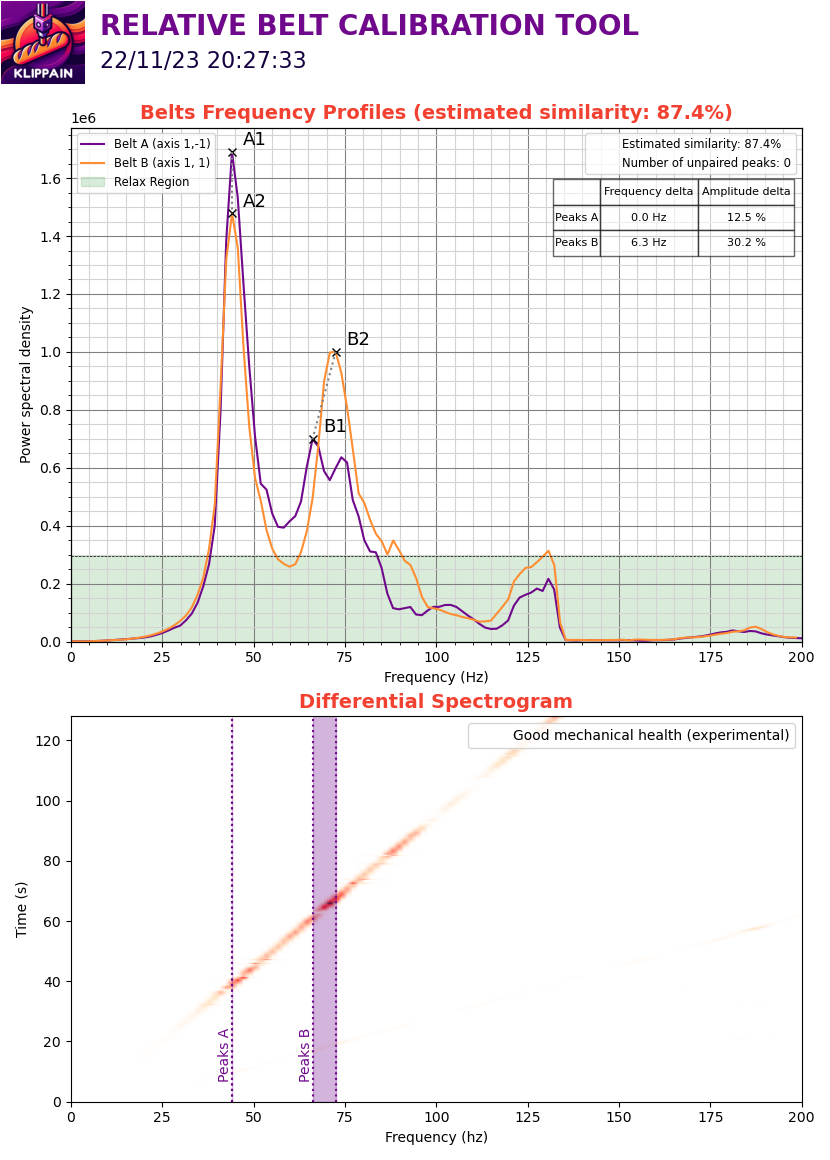 KLIPPAIN
RELATIVE BELT CALIBRATION TOOL
22/11/23 20:27:33
Belts Frequency Profiles (estimated similarity: 87.4%)
1e6
Belt A (axis 1,-1)
Belt B (axis 1, 1)
Relax Region
A1
A2
B2
B1
Estimated similarity: 87.4%
Number of unpaired peaks: 0
Frequency delta Amplitude delta
Peaks A 0.0 Hz 12.5 %
Peaks B 6.3 Hz 30.2 %
Power spectral density
1.6
1.4
1.2
1.0
0.8
0.6
0.4
0.2
0.0
0 25 50 75 100 125 150 175 200
Frequency (Hz)
Differential Spectrogram
Good mechanical health (experimental)
Time (s)
120
100
80
60
40
20
0
Peaks A
Peaks B
0 25 50 75 100 125 150 175 200
Frequency (hz)